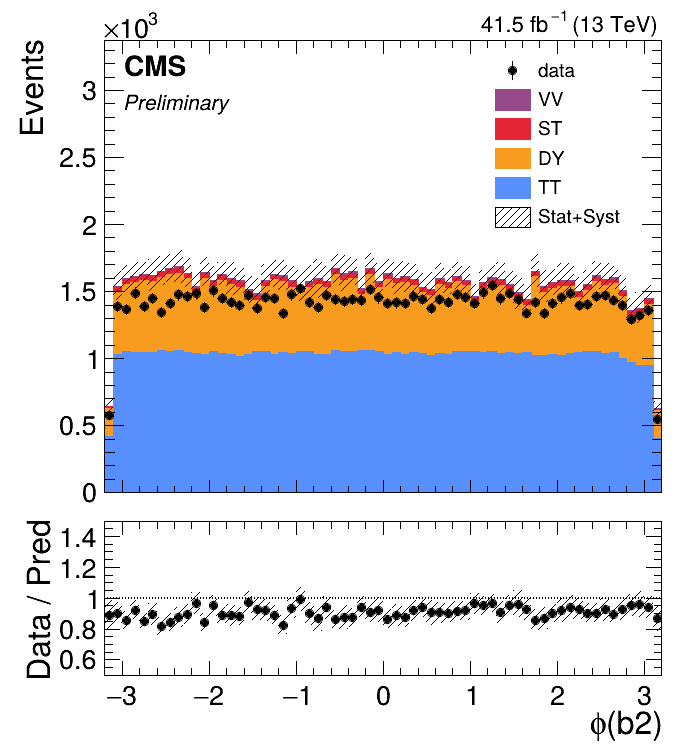 ×10³
41.5 fb⁻¹ (13 TeV)
CMS
Preliminary
Events
data
VV
ST
DY
TT
Stat+Syst
3
2.5
2
1.5
1
0.5
0
Data / Pred
1.4
1.2
1
0.8
0.6
−3 −2 −1 0 1 2 3
ϕ(b2)